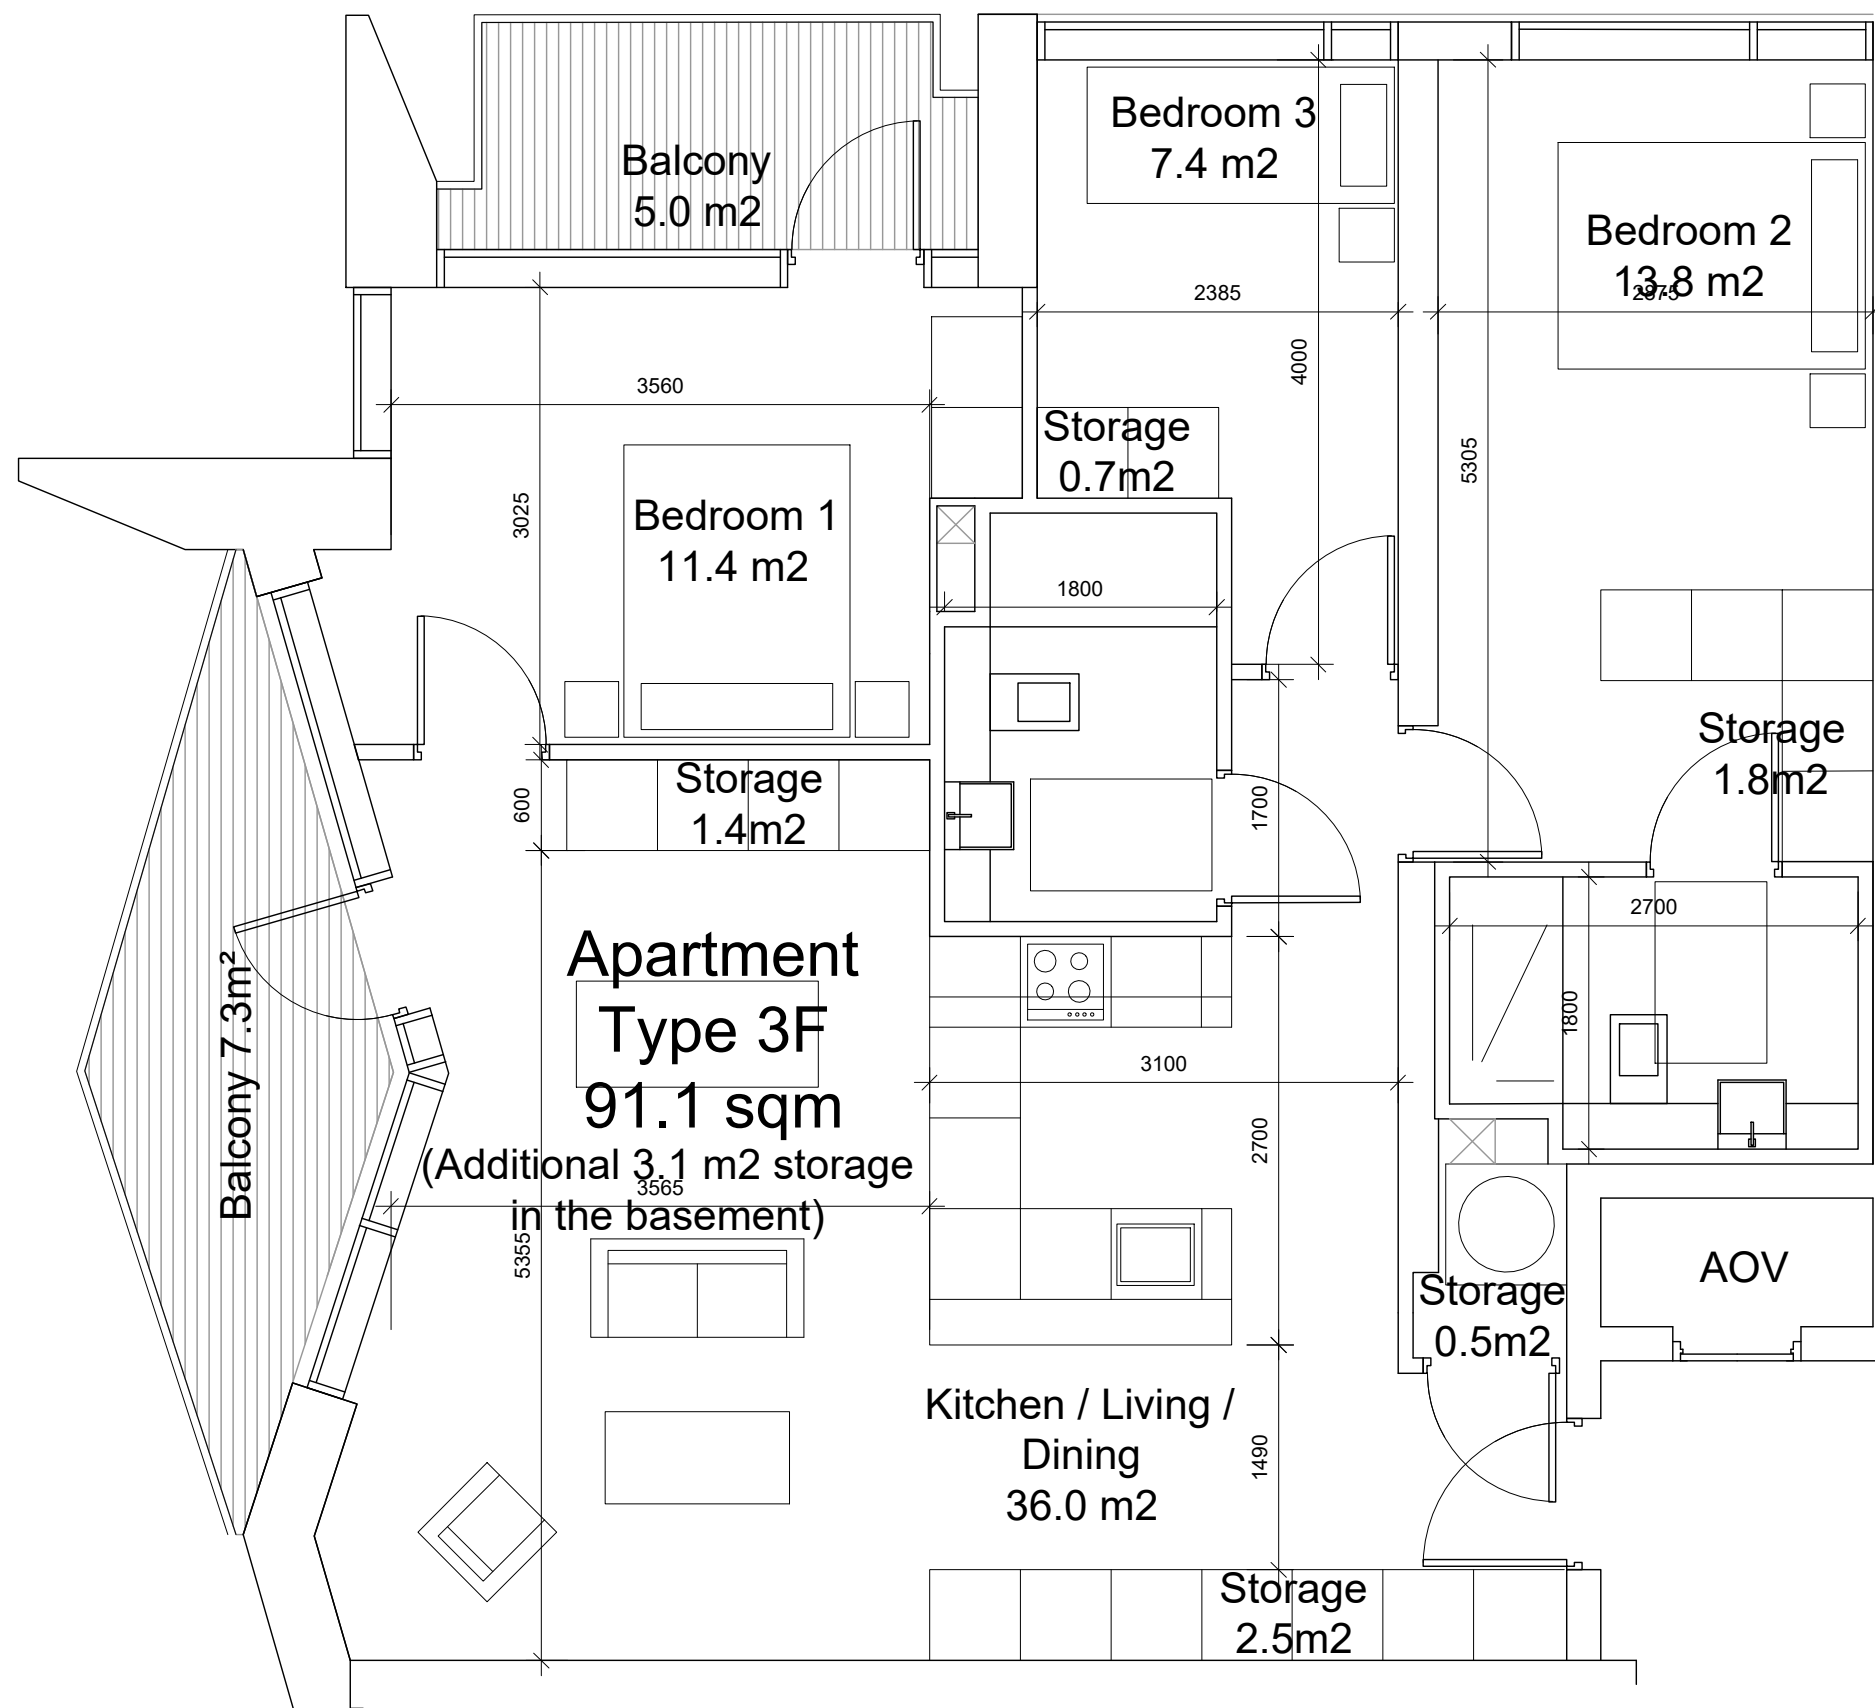 Balcony
5.0 m2
Bedroom 3
7.4 m2
Bedroom 2
13.8 m2
2385
2875
4000
3560
Storage
0.7m2
5305
3025
Bedroom 1
11.4 m2
1800
Storage
1.4m2
600
1700
Storage
1.8m2
2700
1800
Apartment
Type 3F
91.1 sqm
(Additional 3.1 m2 storage
in the basement)
Balcony 7.3m²
3100
2700
3565
5355
AOV
Storage
0.5m2
Kitchen / Living /
Dining
36.0 m2
1490
Storage
2.5m2